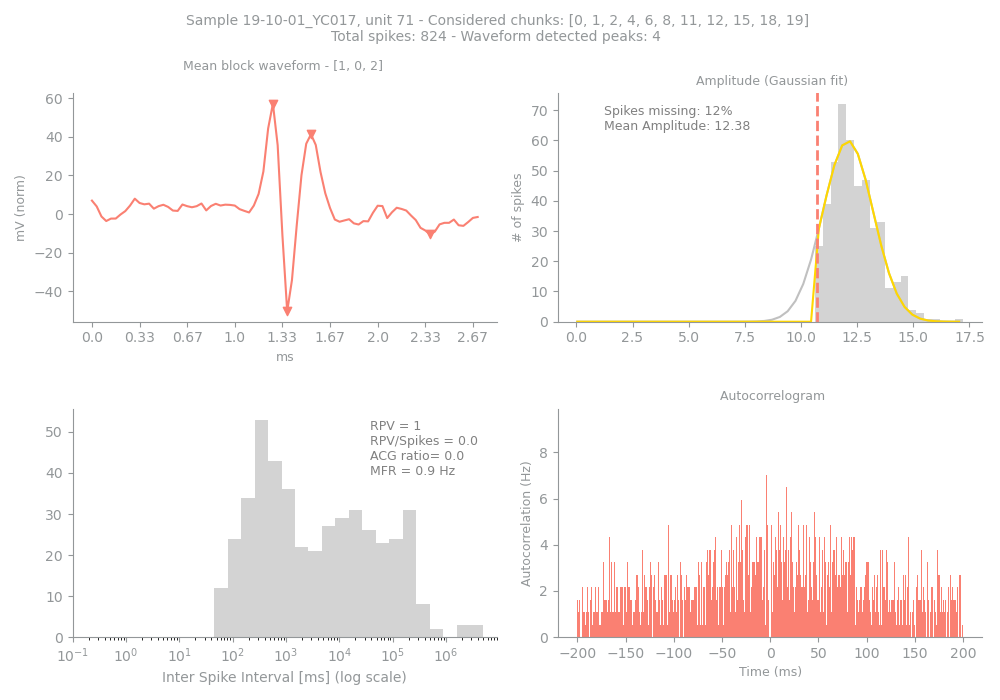 Sample 19-10-01_YC017, unit 71 - Considered chunks: [0, 1, 2, 4, 6, 8, 11, 12, 15, 18, 19]
Total spikes: 824 - Waveform detected peaks: 4
Mean block waveform - [1, 0, 2]
60
40
20
0
−20
−40
mV (norm)
0.0 0.33 0.67 1.0 1.33 1.67 2.0 2.33 2.67
ms
Amplitude (Gaussian fit)
Spikes missing: 12%
Mean Amplitude: 12.38
70
60
50
40
30
20
10
0
# of spikes
0.0 2.5 5.0 7.5 10.0 12.5 15.0 17.5
RPV = 1
RPV/Spikes = 0.0
ACG ratio= 0.0
MFR = 0.9 Hz
50
40
30
20
10
0
10⁻¹ 10⁰ 10¹ 10² 10³ 10⁴ 10⁵ 10⁶
Inter Spike Interval [ms] (log scale)
Autocorrelogram
8
6
4
2
0
Autocorrelation (Hz)
−200 −150 −100 −50 0 50 100 150 200
Time (ms)